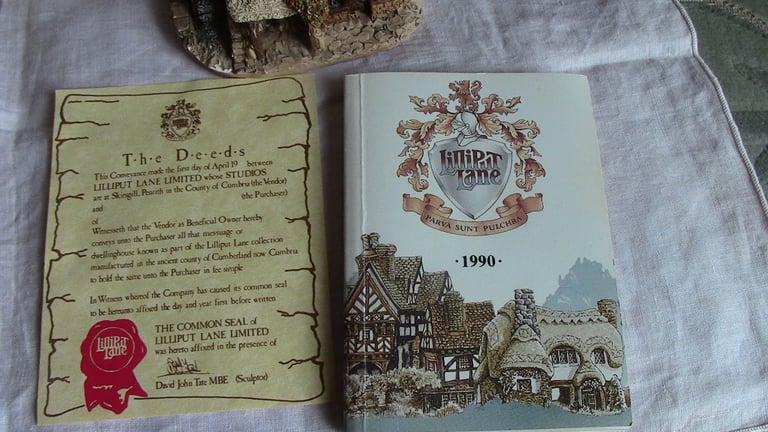 The Deeds
This Conveyance made the first day of April 19 between
LILLIPUT LANE LIMITED whose STUDIOS
are at Skirsgill, Penrith in the County of Cumbria (the Vendor)
and (the Purchaser)
of
Witnesseth that the Vendor as Beneficial Owner hereby
conveys unto the Purchaser all that messuage or
dwellinghouse known as part of the Lilliput Lane collection
manufactured in the ancient county of Cumberland now Cumbria
to hold the same unto the Purchaser in fee simple
In Witness whereof the Company has caused its common seal
to be hereunto affixed the day and year first before written
THE COMMON SEAL of
LILLIPUT LANE LIMITED
was hereto affixed in the presence of
David John Tate MBE (Sculptor)
Lilliput
Lane
Lilliput
Lane
PARVA SUNT PULCHRA
·1990·